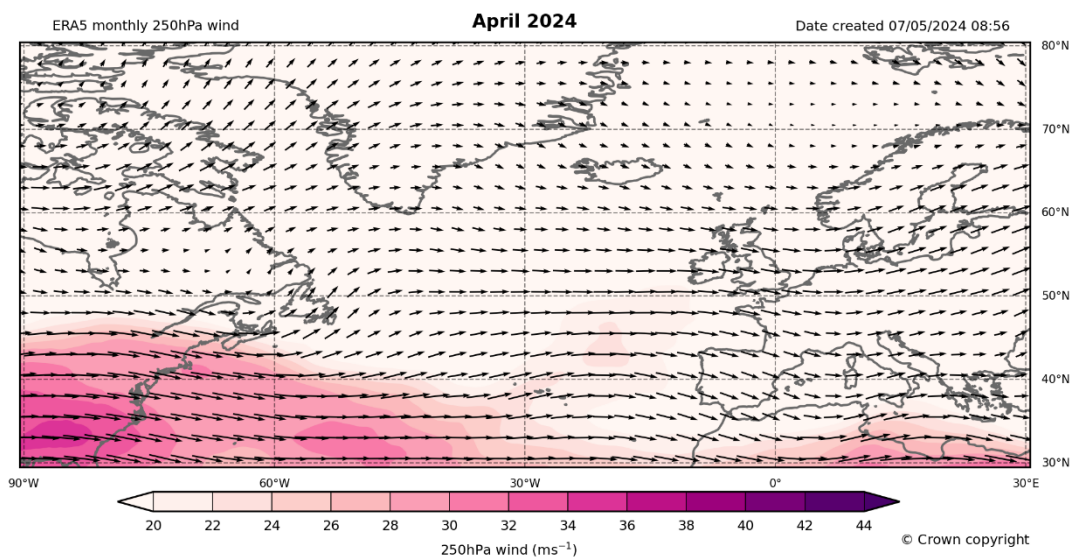 April 2024
ERA5 monthly 250hPa wind
Date created 07/05/2024 08:56
80°N
70°N
60°N
50°N
40°N
30°N
90°W 60°W 30°W 0° 30°E
20 22 24 26 28 30 32 34 36 38 40 42 44
250hPa wind (ms⁻¹)
© Crown copyright